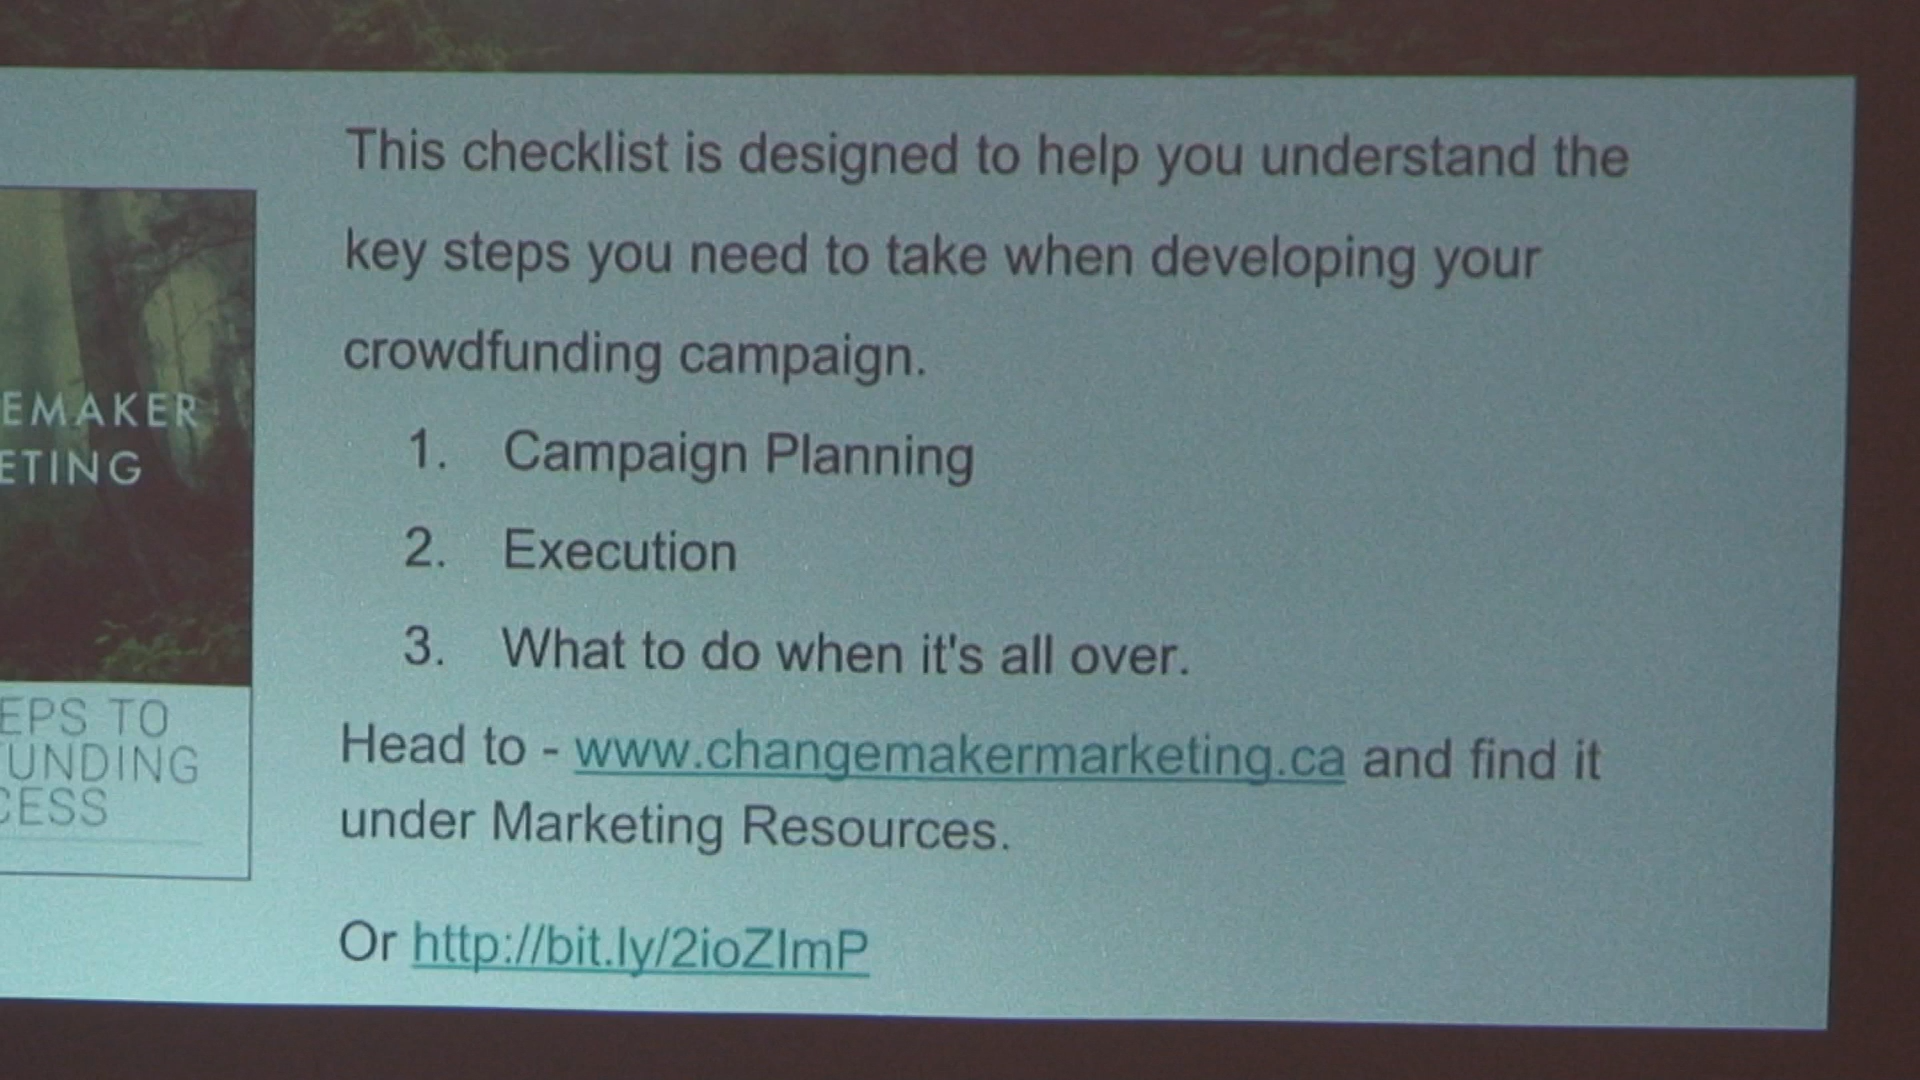 This checklist is designed to help you understand the
key steps you need to take when developing your
crowdfunding campaign.
1. Campaign Planning
2. Execution
3. What to do when it's all over.
Head to - www.changemakermarketing.ca and find it
under Marketing Resources.
Or http://bit.ly/2ioZImP
EMAKER
ETING
EPS TO
UNDING
CESS